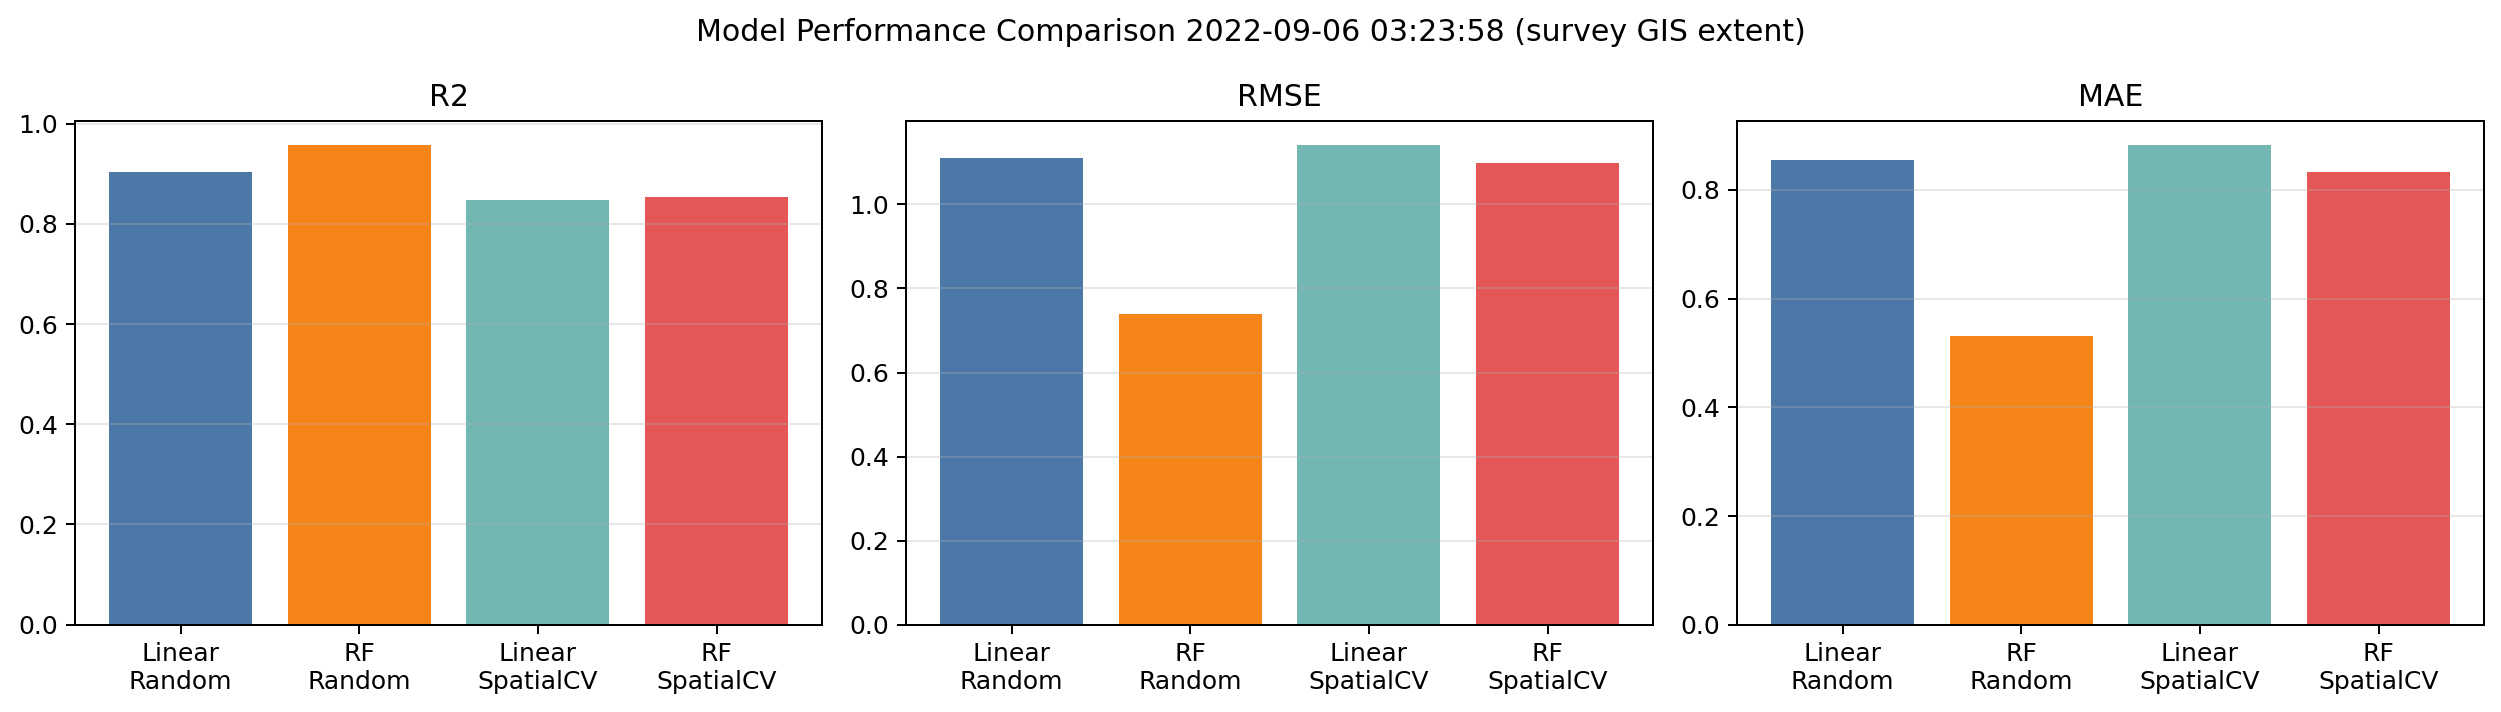 Model Performance Comparison 2022-09-06 03:23:58 (survey GIS extent)
R2
1.0
0.8
0.6
0.4
0.2
0.0
Linear
Random
RF
Random
Linear
SpatialCV
RF
SpatialCV
RMSE
1.0
0.8
0.6
0.4
0.2
0.0
Linear
Random
RF
Random
Linear
SpatialCV
RF
SpatialCV
MAE
0.8
0.6
0.4
0.2
0.0
Linear
Random
RF
Random
Linear
SpatialCV
RF
SpatialCV